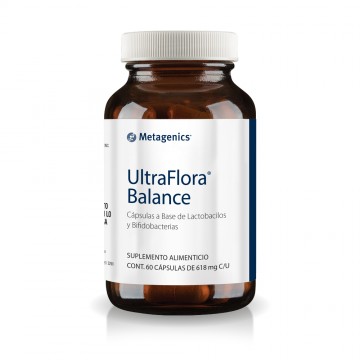 Metagenics®
UltraFlora®
Balance
Cápsulas a Base de Lactobacilos
y Bifidobacterias
SUPLEMENTO ALIMENTICIO
CONT. 60 CÁPSULAS DE 618 mg C/U